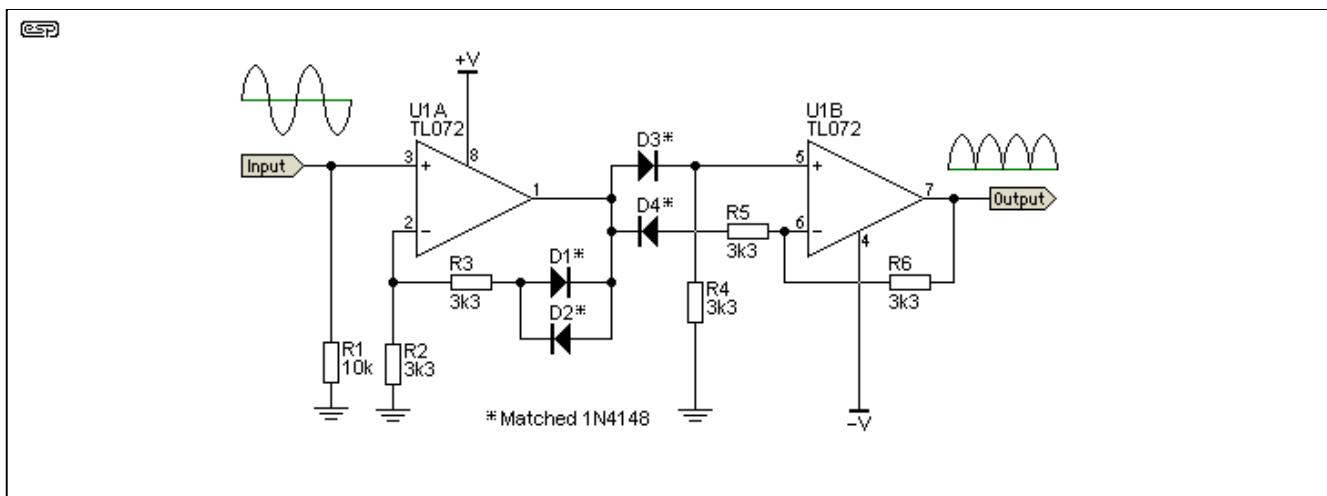 esp
+V
U1A
TL072
Input
3
+
8
1
2
−
D3*
D4*
R5
3k3
U1B
TL072
5
+
6
−
7
4
Output
R3
3k3
D1*
D2*
R6
3k3
R4
3k3
R1
10k
R2
3k3
* Matched 1N4148
−V